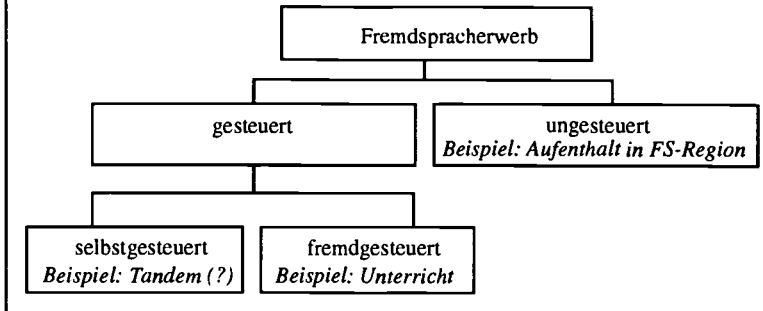 Fremdspracherwerb
gesteuert
ungesteuert
Beispiel: Aufenthalt in FS-Region
selbstgesteuert
Beispiel: Tandem (?)
fremdgesteuert
Beispiel: Unterricht